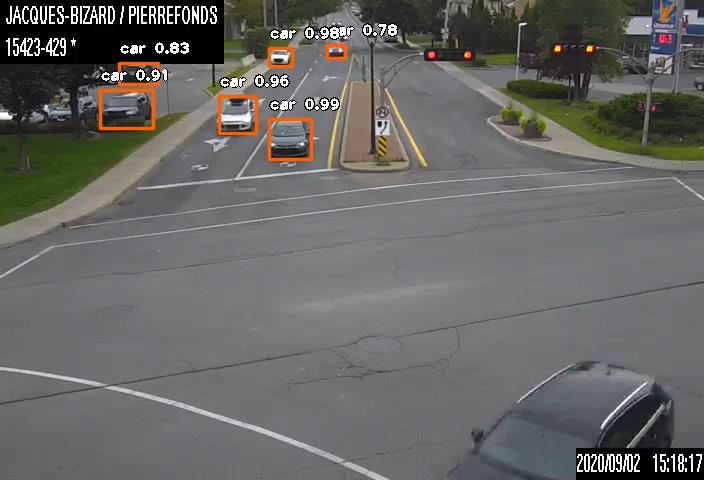 JACQUES-BIZARD / PIERREFONDS
15423-429 *
car 0.98
car 0.78
car 0.83
car 0.91
car 0.96
car 0.99
2020/09/02 15:18:17